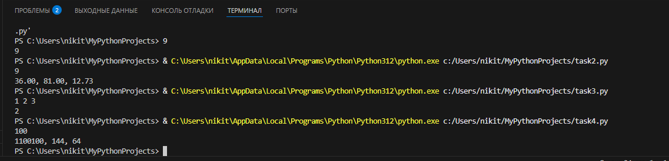 ПРОБЛЕМЫ 2 ВЫХОДНЫЕ ДАННЫЕ КОНСОЛЬ ОТЛАДКИ ТЕРМИНАЛ ПОРТЫ
.py'
PS C:\Users\nikit\MyPythonProjects> 9
9
PS C:\Users\nikit\MyPythonProjects> & C:\Users\nikit\AppData\Local\Programs\Python\Python312\python.exe c:/Users/nikit/MyPythonProjects/task2.py
9
36.00, 81.00, 12.73
PS C:\Users\nikit\MyPythonProjects> & C:\Users\nikit\AppData\Local\Programs\Python\Python312\python.exe c:/Users/nikit/MyPythonProjects/task3.py
1 2 3
2
PS C:\Users\nikit\MyPythonProjects> & C:\Users\nikit\AppData\Local\Programs\Python\Python312\python.exe c:/Users/nikit/MyPythonProjects/task4.py
100
1100100, 144, 64
PS C:\Users\nikit\MyPythonProjects>